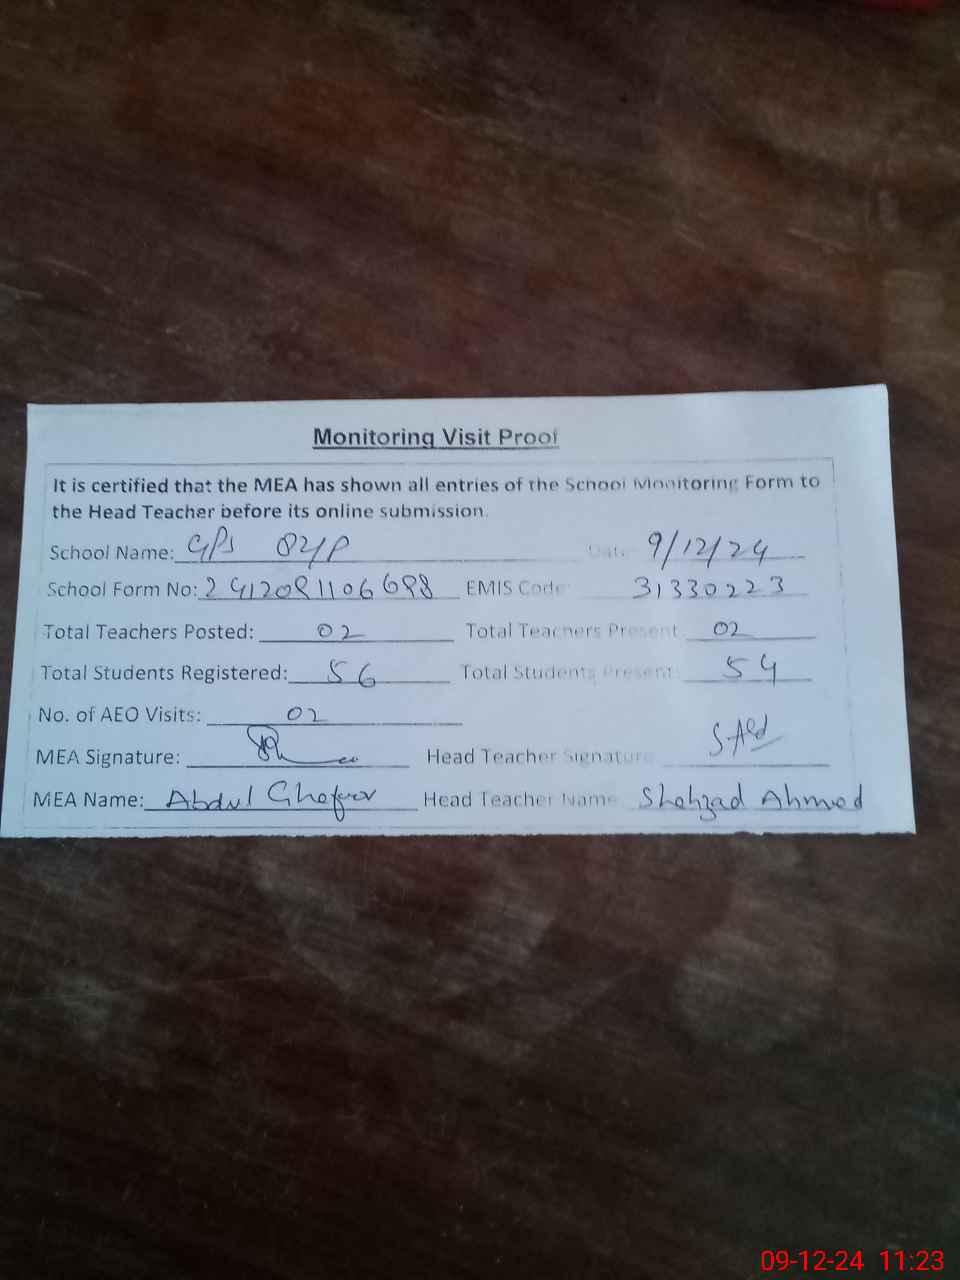 Monitoring Visit Proof
It is certified that the MEA has shown all entries of the School Monitoring Form to
the Head Teacher before its online submission.
School Name: GPS 82/P Date: 9/12/24
School Form No: 2412081106688 EMIS Code: 31330223
Total Teachers Posted: 02 Total Teachers Present: 02
Total Students Registered: 56 Total Students Present: 54
No. of AEO Visits: 02
MEA Signature: Head Teacher Signature
MEA Name: Abdul Ghafoor Head Teacher Name Shahzad Ahmad
09-12-24 11:23